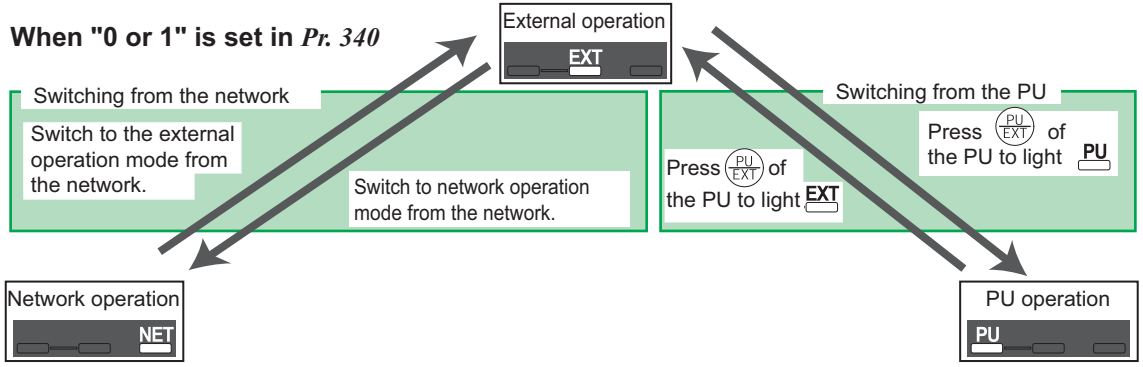 When "0 or 1" is set in Pr. 340
External operation
EXT
Switching from the network
Switch to the external
operation mode from
the network.
Switch to network operation
mode from the network.
Switching from the PU
Press PU/EXT of
the PU to light PU
Press PU/EXT of
the PU to light EXT
Network operation
NET
PU operation
PU